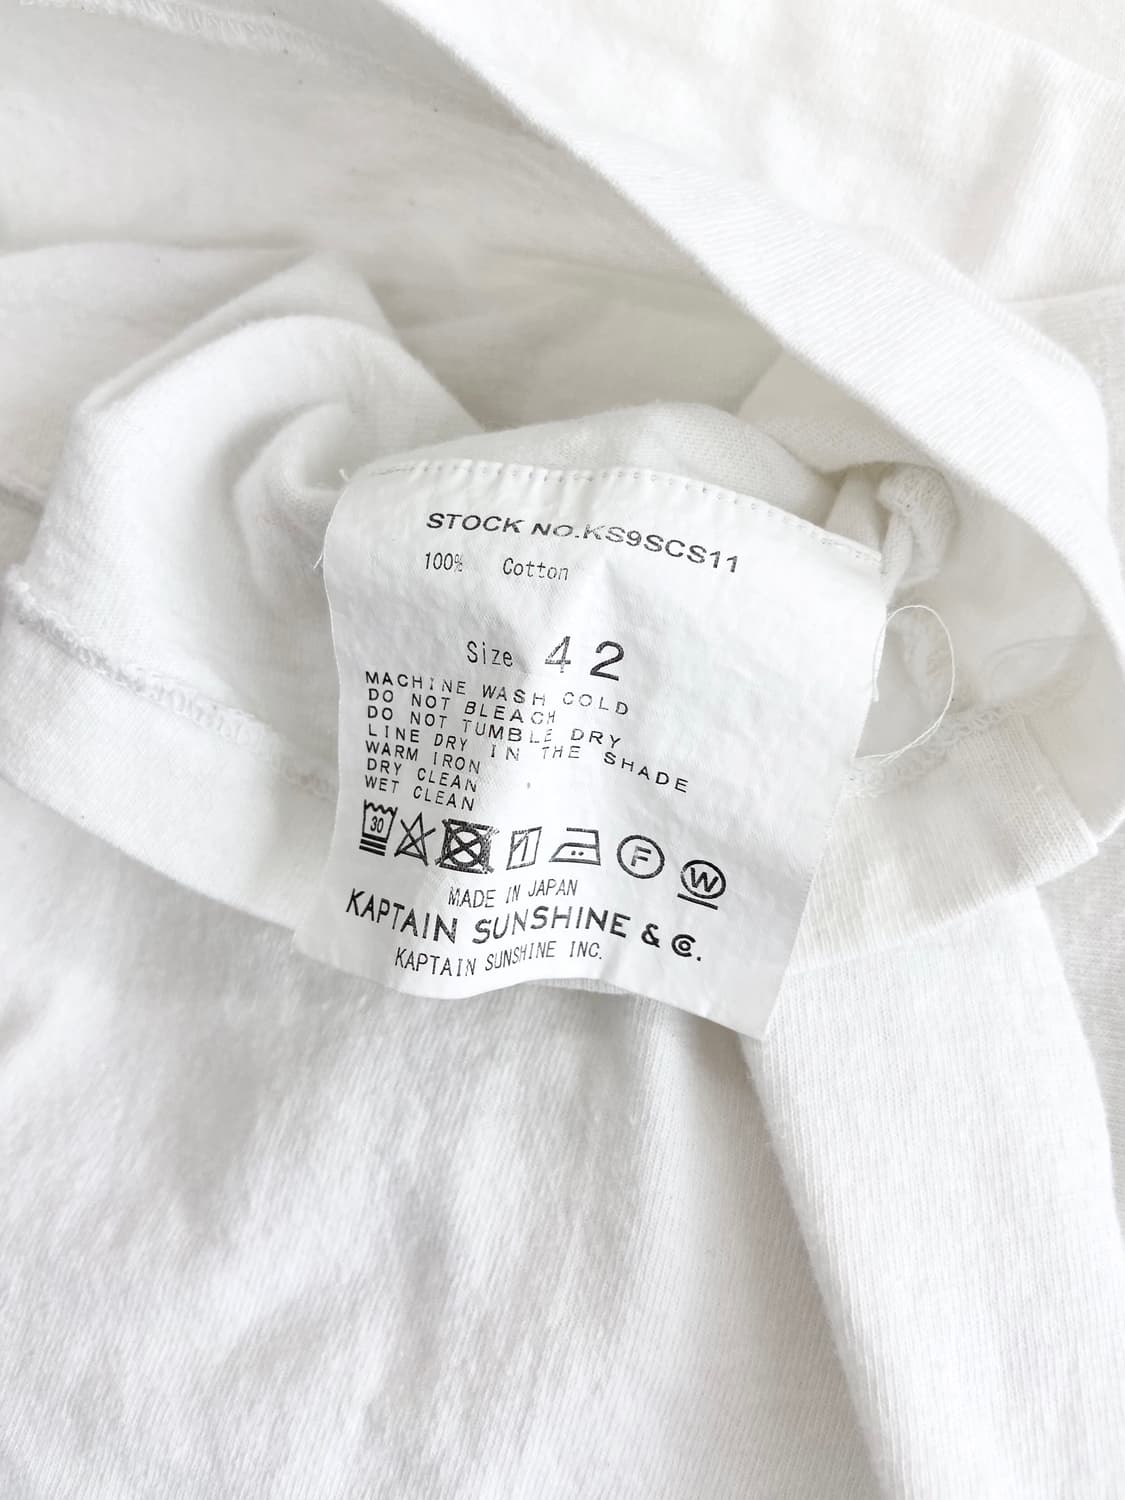 STOCK NO.KS9SCS11
100% Cotton
Size 42
MACHINE WASH COLD
DO NOT BLEACH
DO NOT TUMBLE DRY
LINE DRY IN THE SHADE
WARM IRON
DRY CLEAN
WET CLEAN
30 F W
MADE IN JAPAN
KAPTAIN SUNSHINE & Co.
KAPTAIN SUNSHINE INC.